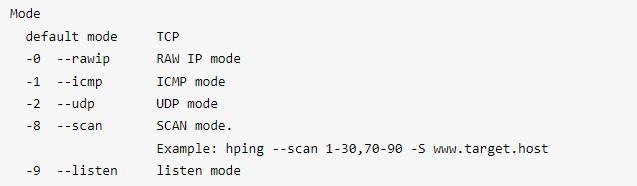 Mode
default mode TCP
-0 --rawip RAW IP mode
-1 --icmp ICMP mode
-2 --udp UDP mode
-8 --scan SCAN mode.
Example: hping --scan 1-30,70-90 -S www.target.host
-9 --listen listen mode